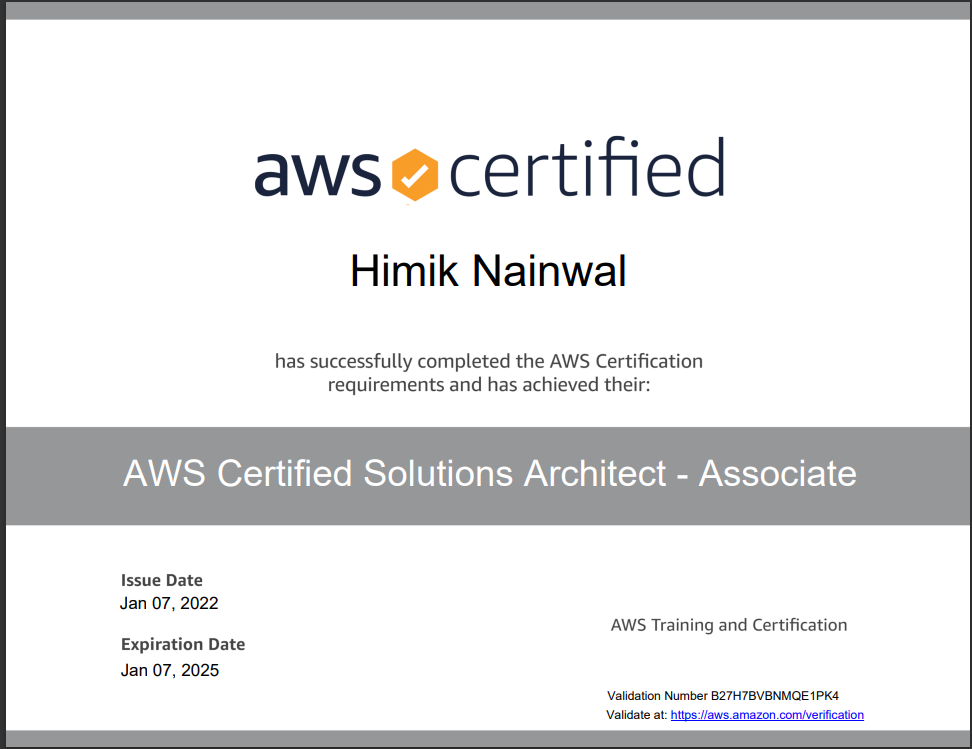 aws certified
Himik Nainwal
has successfully completed the AWS Certification
requirements and has achieved their:
AWS Certified Solutions Architect - Associate
Issue Date
Jan 07, 2022
Expiration Date
Jan 07, 2025
AWS Training and Certification
Validation Number B27H7BVBNMQE1PK4
Validate at: https://aws.amazon.com/verification